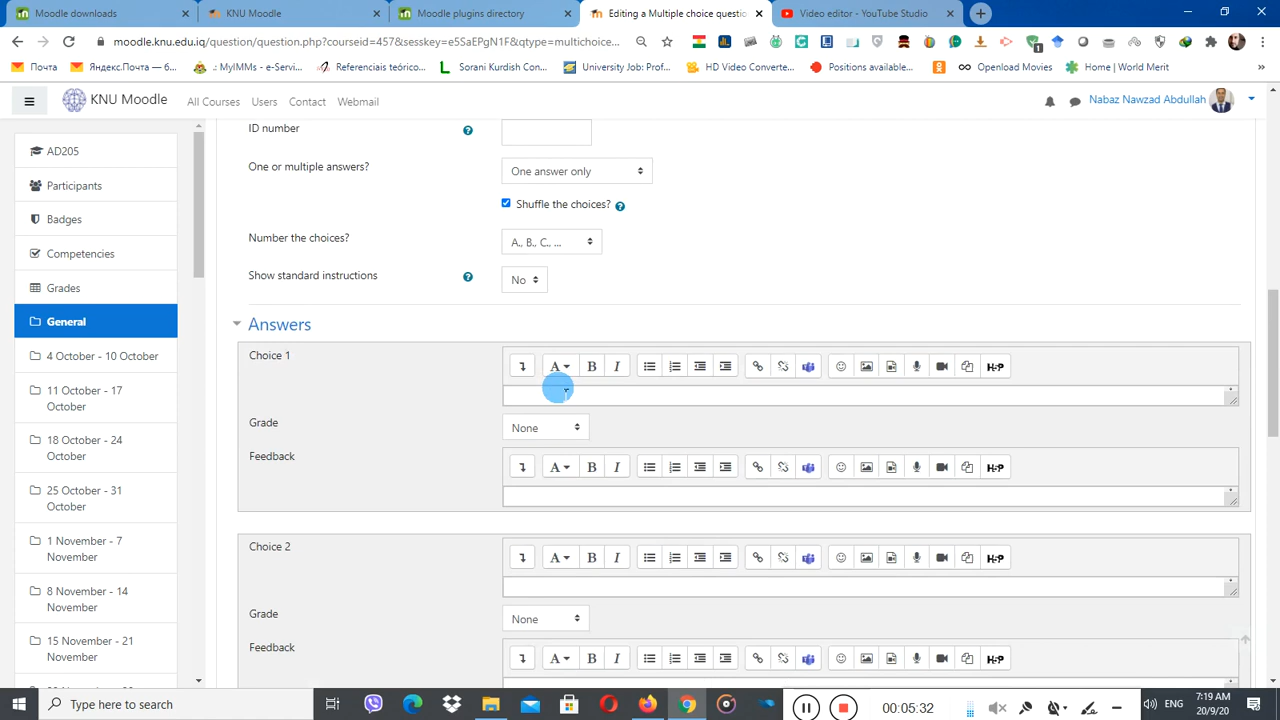 Moodle downloads
KNU Moodle
Moodle plugins directory
Editing a Multiple choice questio
Video editor - YouTube Studio
moodle.knu.edu.iq/question/question.php?courseid=457&sesskey=e5SaEPgN1F&qtype=multichoice...
Почта
Яндекс.Почта — 6...
MyIMMs - e-Servi...
Referenciais teórico...
Sorani Kurdish Con...
University Job: Prof...
HD Video Converte...
Positions available...
Openload Movies
Home | World Merit
KNU Moodle
All Courses
Users
Contact
Webmail
Nabaz Nawzad Abdullah
AD205
Participants
Badges
Competencies
Grades
General
4 October - 10 October
11 October - 17
October
18 October - 24
October
25 October - 31
October
1 November - 7
November
8 November - 14
November
15 November - 21
November
ID number
One or multiple answers?
One answer only
Shuffle the choices?
Number the choices?
A., B., C., ...
Show standard instructions
No
Answers
Choice 1
A B I
H5P
Grade
None
Feedback
A B I
H5P
Choice 2
A B I
H5P
Grade
None
Feedback
A B I
H5P
Type here to search
00:05:32
7:19 AM
20/9/20